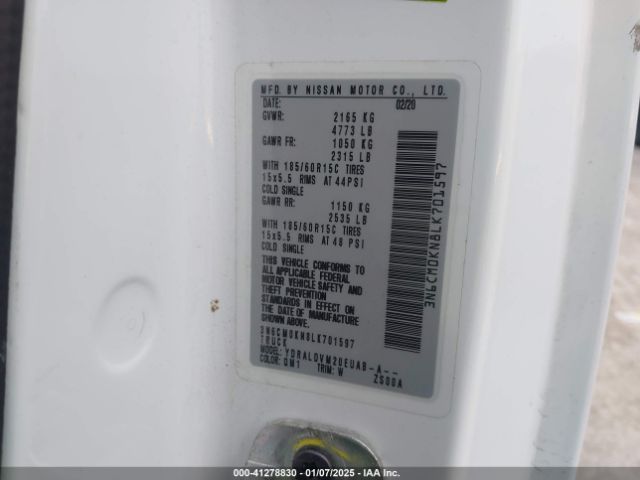 MFD. BY NISSAN MOTOR CO., LTD.
DATE: 02/20
GVWR: 2165 KG
4773 LB
GAWR FR: 1050 KG
2315 LB
WITH 185/60R15C TIRES
15x5.5 RIMS AT 44PSI
COLD SINGLE
GAWR RR: 1150 KG
2535 LB
WITH 185/60R15C TIRES
15x5.5 RIMS AT 48 PSI
COLD SINGLE
THIS VEHICLE CONFORMS TO
ALL APPLICABLE FEDERAL
MOTOR VEHICLE SAFETY AND
STANDARDS IN EFFECT ON
THE DATE OF MANUFACTURE
SHOWN ABOVE.
3N6CM0KN8LK701597
TRUCK
MODEL: YDRALQVM20EUAB-A--
COLOR: QM1 TRIM: W ZS00A
3N6CM0KN8LK701597
000-41278830 - 01/07/2025 - IAA Inc.